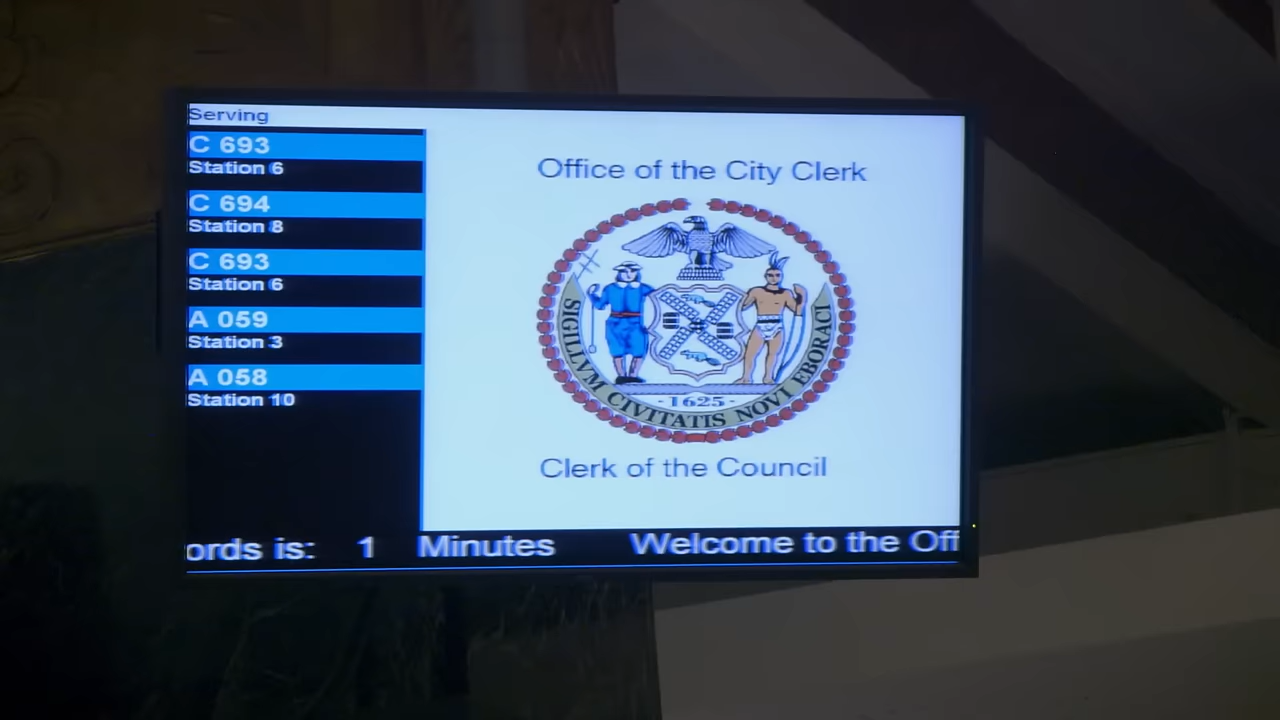 Serving
C 693
Station 6
C 694
Station 8
C 693
Station 6
A 059
Station 3
A 058
Station 10
Office of the City Clerk
SIGILLVM CIVITATIS NOVI EBORACI
·1625·
Clerk of the Council
ords is: 1 Minutes Welcome to the Off